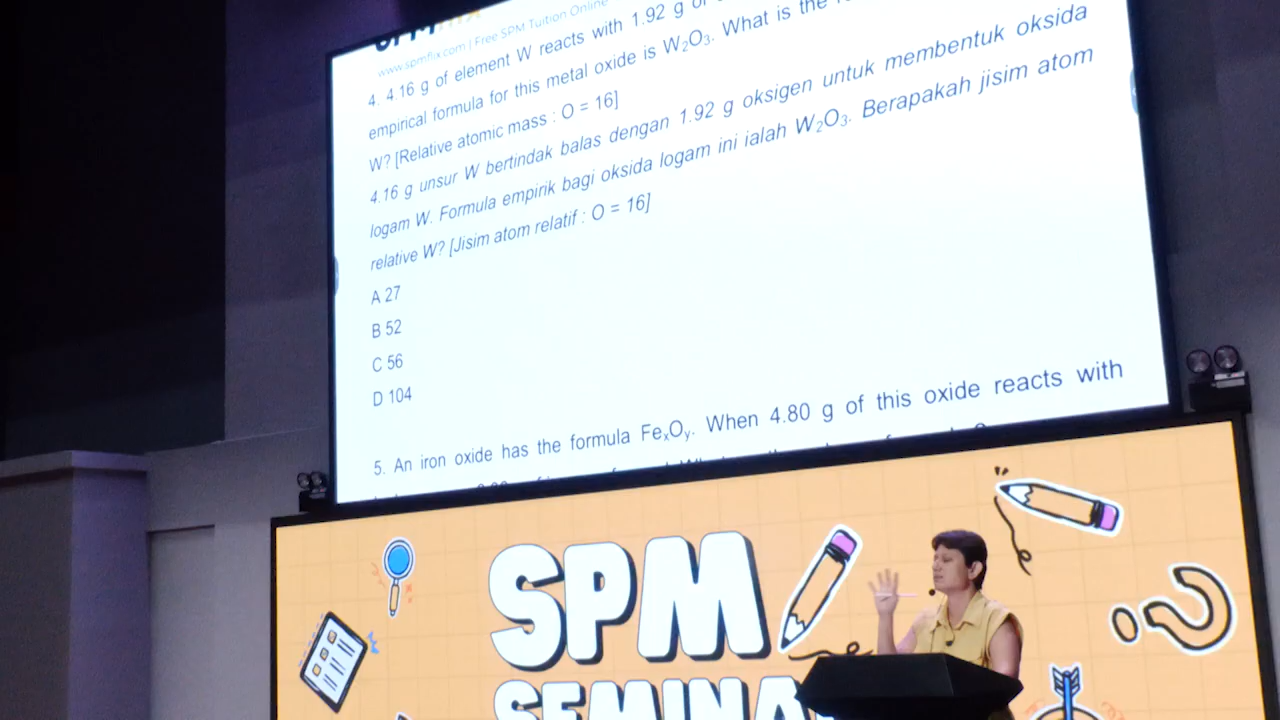 www.spmflix.com | Free SPM Tuition Online
4. 4.16 g of element W reacts with 1.92 g of
empirical formula for this metal oxide is W₂O₃. What is the
W? [Relative atomic mass : O = 16]
4.16 g unsur W bertindak balas dengan 1.92 g oksigen untuk membentuk oksida
logam W. Formula empirik bagi oksida logam ini ialah W₂O₃. Berapakah jisim atom
relative W? [Jisim atom relatif : O = 16]
A 27
B 52
C 56
D 104
5. An iron oxide has the formula FeₓOᵧ. When 4.80 g of this oxide reacts with
SPM
SEMINA